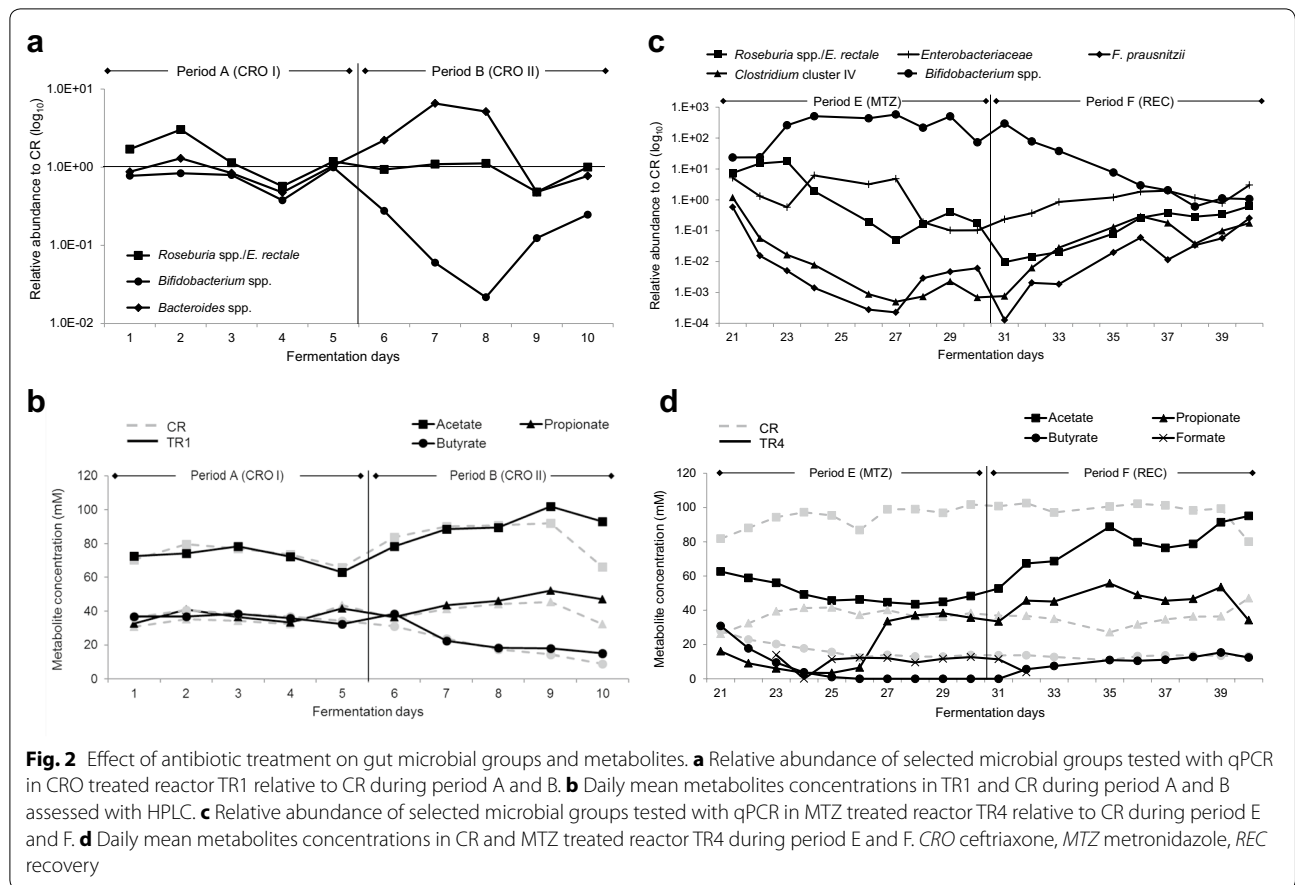 a
Period A (CRO I)
Period B (CRO II)
Relative abundance to CR (log10)
1.0E+01
1.0E+00
1.0E-01
1.0E-02
Roseburia spp./E. rectale
Bifidobacterium spp.
Bacteroides spp.
1 2 3 4 5 6 7 8 9 10
Fermentation days
c
Roseburia spp./E. rectale
Enterobacteriaceae
F. prausnitzii
Clostridium cluster IV
Bifidobacterium spp.
Period E (MTZ)
Period F (REC)
Relative abundance to CR (log10)
1.E+03
1.E+02
1.E+01
1.E+00
1.E-01
1.E-02
1.E-03
1.E-04
21 23 25 27 29 31 33 35 37 39
Fermentation days
b
CR
TR1
Acetate
Propionate
Butyrate
Period A (CRO I)
Period B (CRO II)
Metabolite concentration (mM)
120
100
80
60
40
20
0
1 2 3 4 5 6 7 8 9 10
Fermentation days
d
CR
TR4
Acetate
Propionate
Butyrate
Formate
Period E (MTZ)
Period F (REC)
Metabolite concentration (mM)
120
100
80
60
40
20
0
21 23 25 27 29 31 33 35 37 39
Fermentation days
Fig. 2 Effect of antibiotic treatment on gut microbial groups and metabolites. a Relative abundance of selected microbial groups tested with qPCR
in CRO treated reactor TR1 relative to CR during period A and B. b Daily mean metabolites concentrations in TR1 and CR during period A and B
assessed with HPLC. c Relative abundance of selected microbial groups tested with qPCR in MTZ treated reactor TR4 relative to CR during period E
and F. d Daily mean metabolites concentrations in CR and MTZ treated reactor TR4 during period E and F. CRO ceftriaxone, MTZ metronidazole, REC
recovery